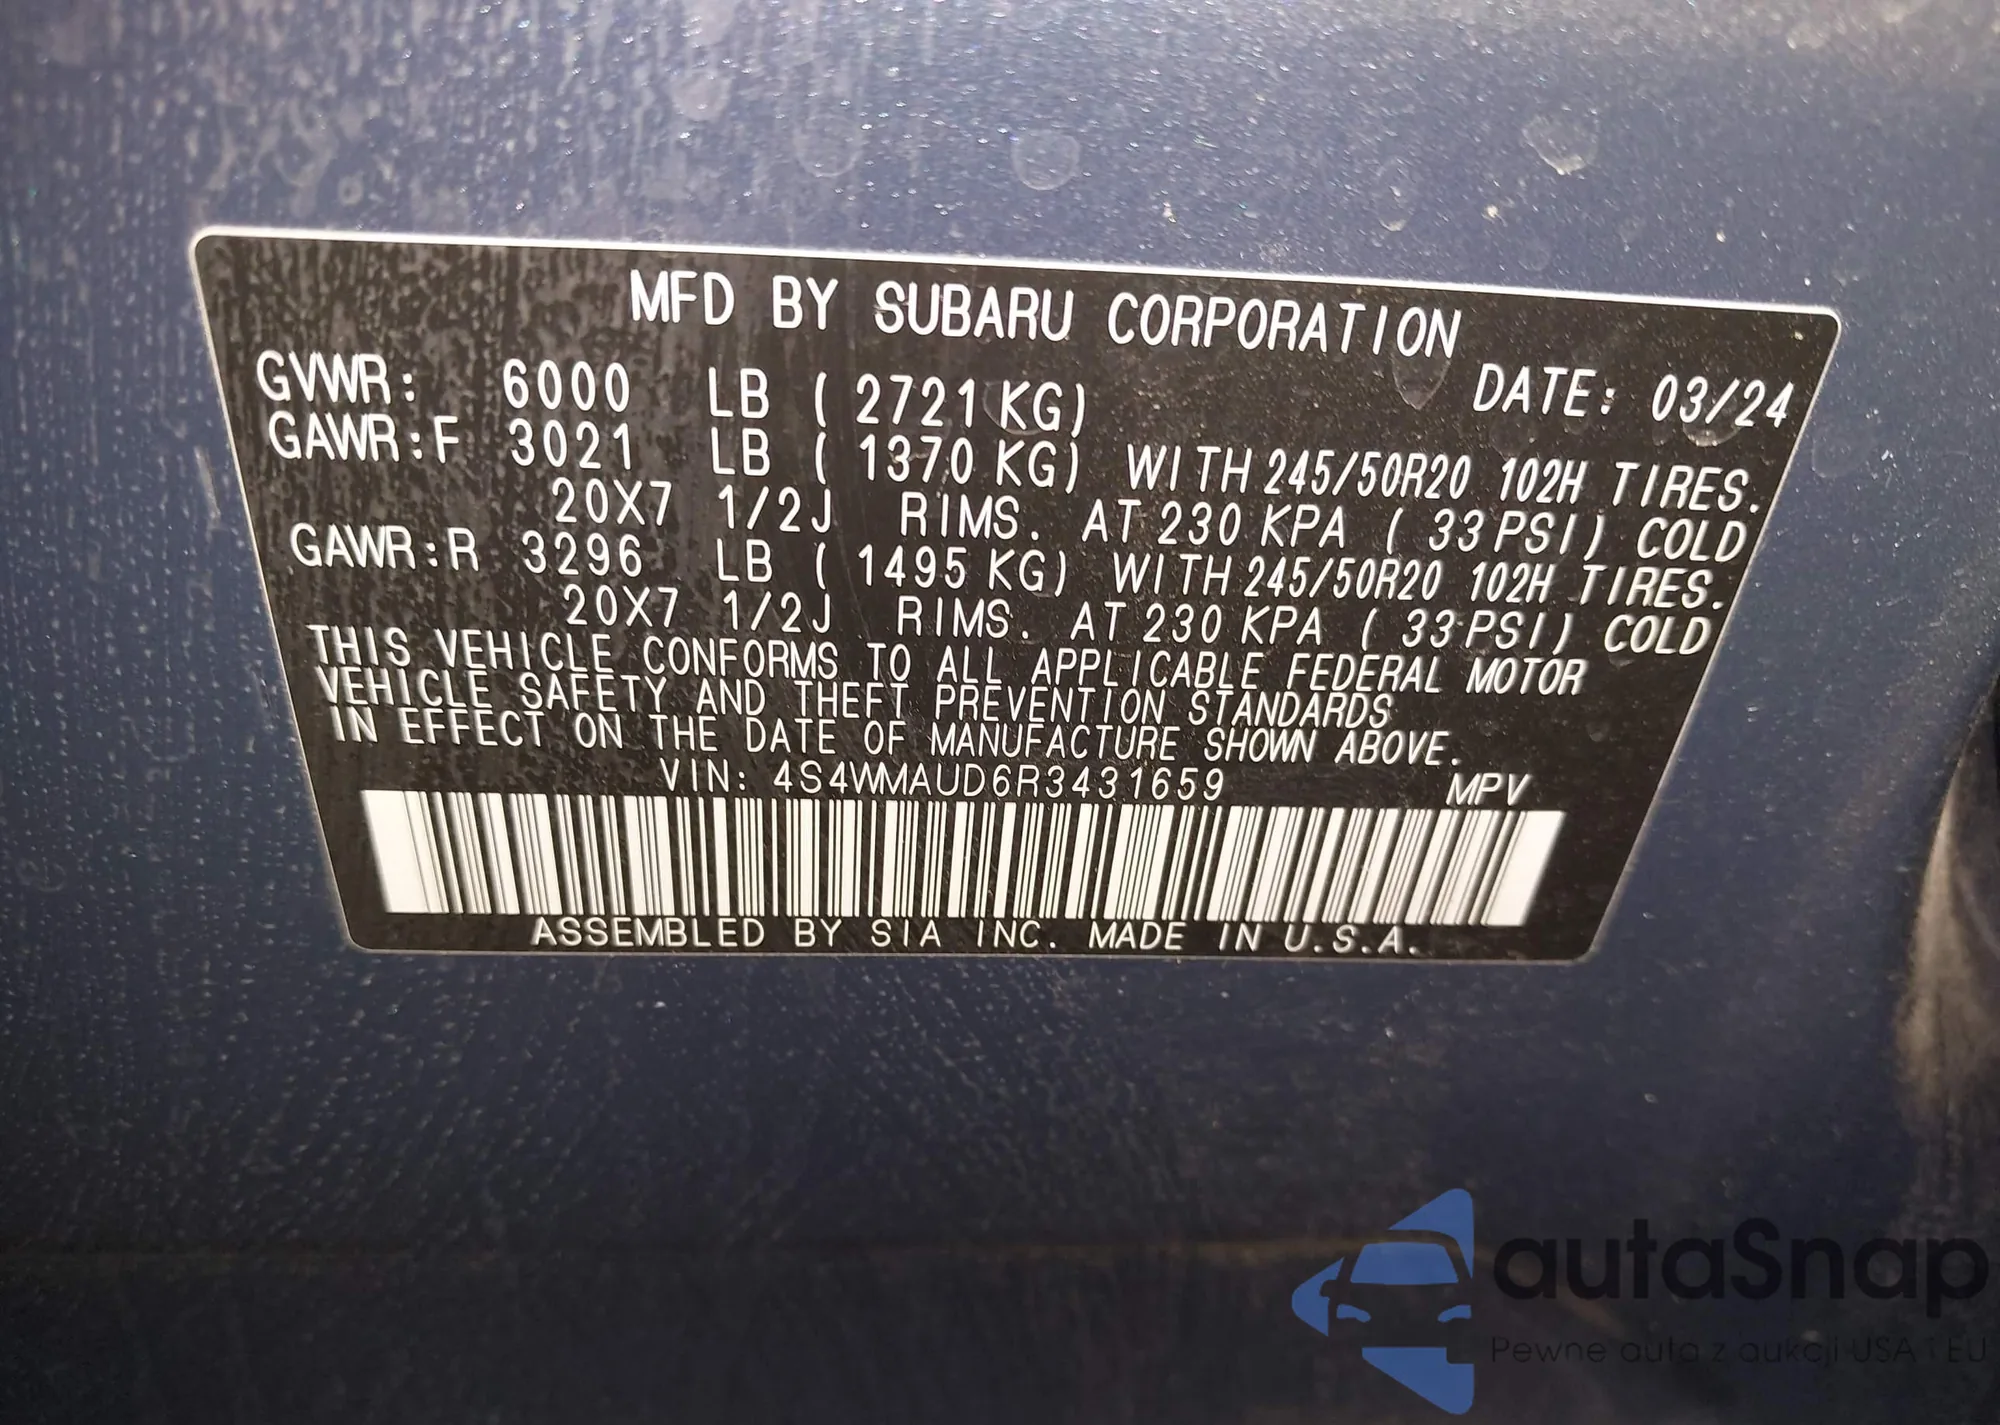 MFD BY SUBARU CORPORATION
GVWR: 6000 LB ( 2721 KG) DATE: 03/24
GAWR:F 3021 LB ( 1370 KG) WITH 245/50R20 102H TIRES.
20X7 1/2J RIMS. AT 230 KPA ( 33 PSI) COLD
GAWR:R 3296 LB ( 1495 KG) WITH 245/50R20 102H TIRES.
20X7 1/2J RIMS. AT 230 KPA ( 33 PSI) COLD
THIS VEHICLE CONFORMS TO ALL APPLICABLE FEDERAL MOTOR
VEHICLE SAFETY AND THEFT PREVENTION STANDARDS
IN EFFECT ON THE DATE OF MANUFACTURE SHOWN ABOVE.
VIN: 4S4WMAUD6R3431659 MPV
ASSEMBLED BY SIA INC. MADE IN U.S.A.
autaSnap
Pewne auta z aukcji USA i EU